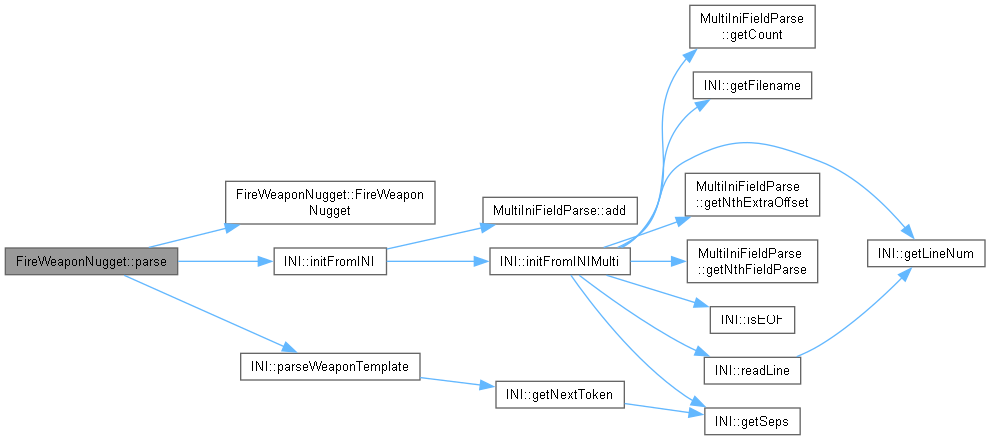 MultiIniFieldParse
::getCount
INI::getFilename
MultiIniFieldParse
::getNthExtraOffset
FireWeaponNugget::FireWeapon
Nugget
MultiIniFieldParse::add
FireWeaponNugget::parse
INI::initFromINI
INI::initFromINIMulti
MultiIniFieldParse
::getNthFieldParse
INI::getLineNum
INI::isEOF
INI::parseWeaponTemplate
INI::readLine
INI::getNextToken
INI::getSeps